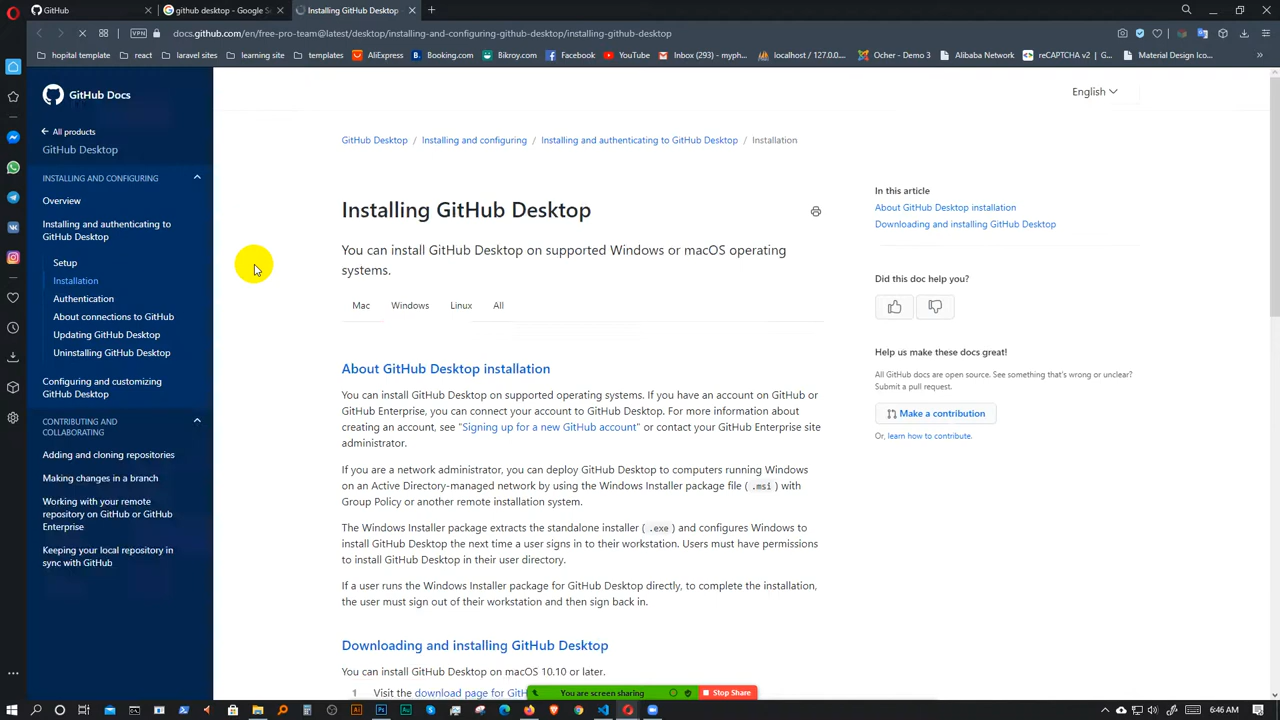 GitHub
github desktop - Google S
Installing GitHub Desktop
VPN
docs.github.com/en/free-pro-team@latest/desktop/installing-and-configuring-github-desktop/installing-github-desktop
hopital template
react
laravel sites
learning site
templates
AliExpress
Booking.com
Bikroy.com
Facebook
YouTube
Inbox (293) - myph...
localhost / 127.0.0...
Ocher - Demo 3
Alibaba Network
reCAPTCHA v2 | G...
Material Design Ico...
GitHub Docs
English
All products
GitHub Desktop
INSTALLING AND CONFIGURING
Overview
Installing and authenticating to
GitHub Desktop
Setup
Installation
Authentication
About connections to GitHub
Updating GitHub Desktop
Uninstalling GitHub Desktop
Configuring and customizing
GitHub Desktop
CONTRIBUTING AND
COLLABORATING
Adding and cloning repositories
Making changes in a branch
Working with your remote
repository on GitHub or GitHub
Enterprise
Keeping your local repository in
sync with GitHub
GitHub Desktop / Installing and configuring / Installing and authenticating to GitHub Desktop / Installation
Installing GitHub Desktop
You can install GitHub Desktop on supported Windows or macOS operating
systems.
Mac
Windows
Linux
All
About GitHub Desktop installation
You can install GitHub Desktop on supported operating systems. If you have an account on GitHub or
GitHub Enterprise, you can connect your account to GitHub Desktop. For more information about
creating an account, see "Signing up for a new GitHub account" or contact your GitHub Enterprise site
administrator.
If you are a network administrator, you can deploy GitHub Desktop to computers running Windows
on an Active Directory-managed network by using the Windows Installer package file ( .msi ) with
Group Policy or another remote installation system.
The Windows Installer package extracts the standalone installer ( .exe ) and configures Windows to
install GitHub Desktop the next time a user signs in to their workstation. Users must have permissions
to install GitHub Desktop in their user directory.
If a user runs the Windows Installer package for GitHub Desktop directly, to complete the installation,
the user must sign out of their workstation and then sign back in.
Downloading and installing GitHub Desktop
You can install GitHub Desktop on macOS 10.10 or later.
1 Visit the download page for GitH
In this article
About GitHub Desktop installation
Downloading and installing GitHub Desktop
Did this doc help you?
Help us make these docs great!
All GitHub docs are open source. See something that's wrong or unclear?
Submit a pull request.
Make a contribution
Or, learn how to contribute.
You are screen sharing
Stop Share
6:46 AM